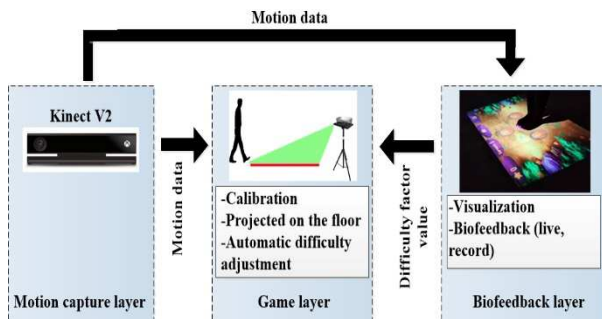 Motion data
Kinect V2
Motion data
-Calibration
-Projected on the floor
-Automatic difficulty
adjustment
Difficulty factor
value
-Visualization
-Biofeedback (live,
record)
Motion capture layer
Game layer
Biofeedback layer